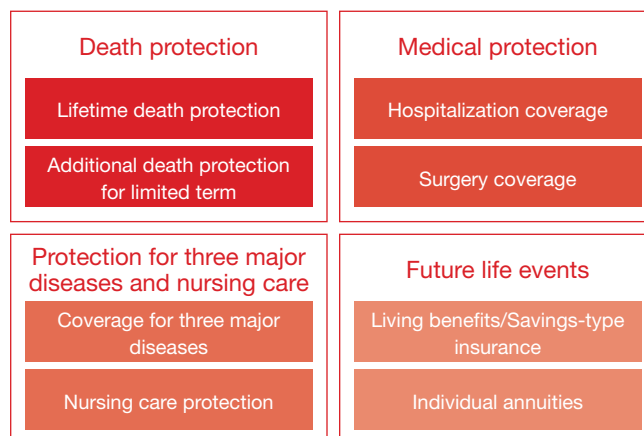 Death protection
Lifetime death protection
Additional death protection
for limited term
Medical protection
Hospitalization coverage
Surgery coverage
Protection for three major
diseases and nursing care
Coverage for three major
diseases
Nursing care protection
Future life events
Living benefits/Savings-type
insurance
Individual annuities